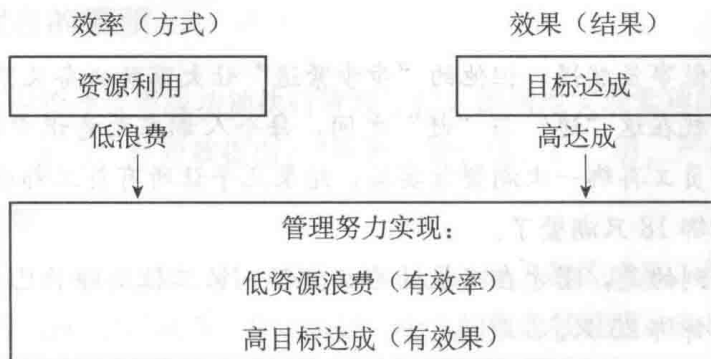 效率（方式）
效果（结果）
资源利用
目标达成
低浪费
高达成
管理努力实现：
低资源浪费（有效率）
高目标达成（有效果）